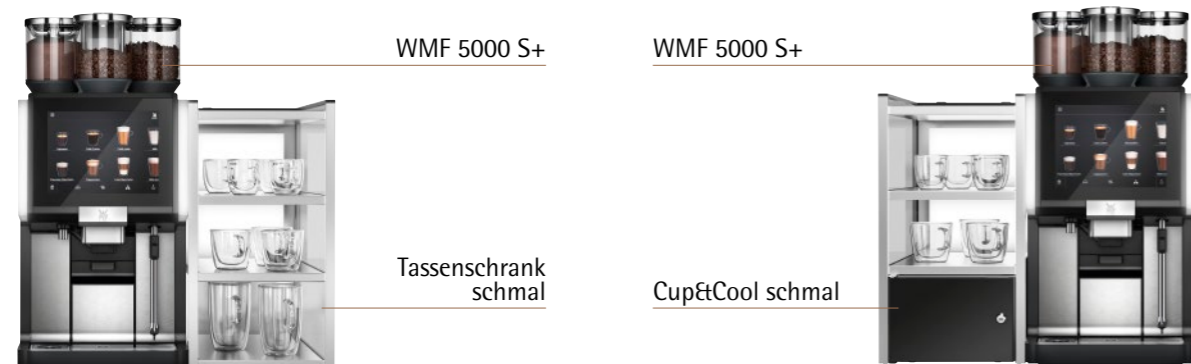 WMF 5000 S+
WMF 5000 S+
Tassenschrank
schmal
Cup&Cool schmal